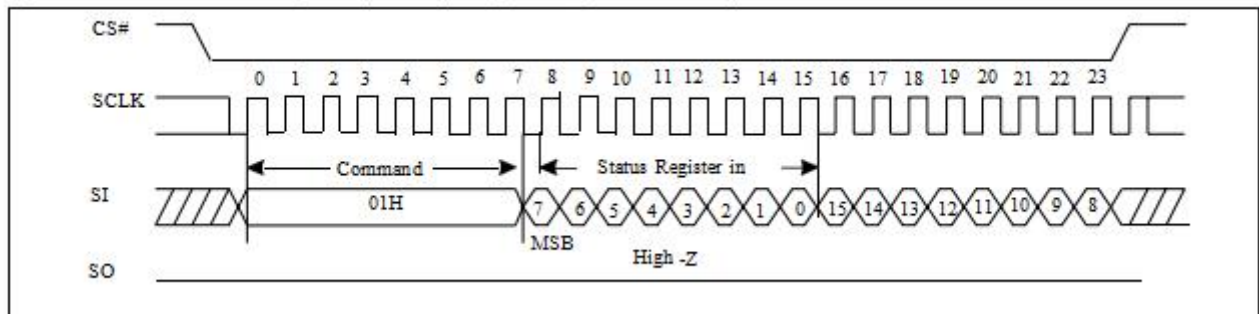 CS#
0 1 2 3 4 5 6 7 8 9 10 11 12 13 14 15 16 17 18 19 20 21 22 23
SCLK
Command
Status Register in
SI
01H
7 6 5 4 3 2 1 0 15 14 13 12 11 10 9 8
MSB
High -Z
SO